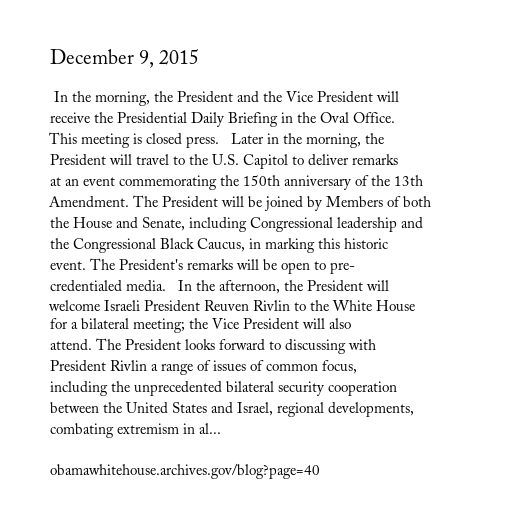 December 9, 2015
In the morning, the President and the Vice President will
receive the Presidential Daily Briefing in the Oval Office.
This meeting is closed press.   Later in the morning, the
President will travel to the U.S. Capitol to deliver remarks
at an event commemorating the 150th anniversary of the 13th
Amendment. The President will be joined by Members of both
the House and Senate, including Congressional leadership and
the Congressional Black Caucus, in marking this historic
event. The President's remarks will be open to pre-
credentialed media.   In the afternoon, the President will
welcome Israeli President Reuven Rivlin to the White House
for a bilateral meeting; the Vice President will also
attend. The President looks forward to discussing with
President Rivlin a range of issues of common focus,
including the unprecedented bilateral security cooperation
between the United States and Israel, regional developments,
combating extremism in al...
obamawhitehouse.archives.gov/blog?page=40